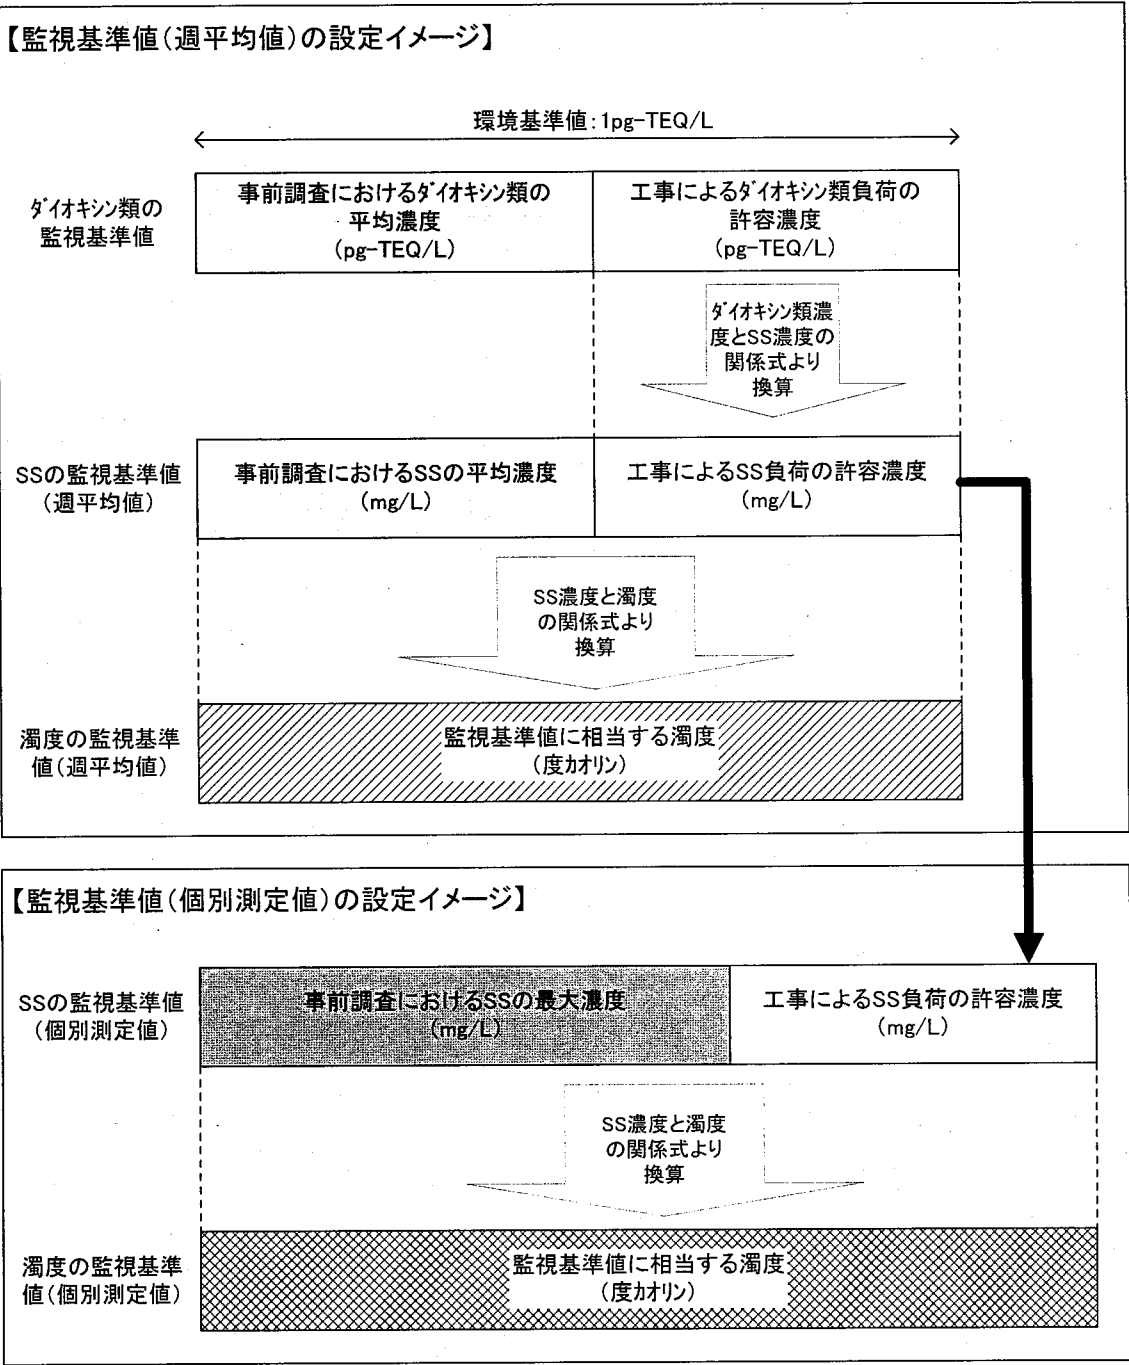 【監視基準値(週平均値)の設定イメージ】
環境基準値:1pg-TEQ/L
ダイオキシン類の
監視基準値
事前調査におけるダイオキシン類の
平均濃度
(pg-TEQ/L)
工事によるダイオキシン類負荷の
許容濃度
(pg-TEQ/L)
ダイオキシン類濃
度とSS濃度の
関係式より
換算
SSの監視基準値
(週平均値)
事前調査におけるSSの平均濃度
(mg/L)
工事によるSS負荷の許容濃度
(mg/L)
SS濃度と濁度
の関係式より
換算
濁度の監視基準
値(週平均値)
監視基準値に相当する濁度
(度カオリン)
【監視基準値(個別測定値)の設定イメージ】
SSの監視基準値
(個別測定値)
事前調査におけるSSの最大濃度
(mg/L)
工事によるSS負荷の許容濃度
(mg/L)
SS濃度と濁度
の関係式より
換算
濁度の監視基準
値(個別測定値)
監視基準値に相当する濁度
(度カオリン)